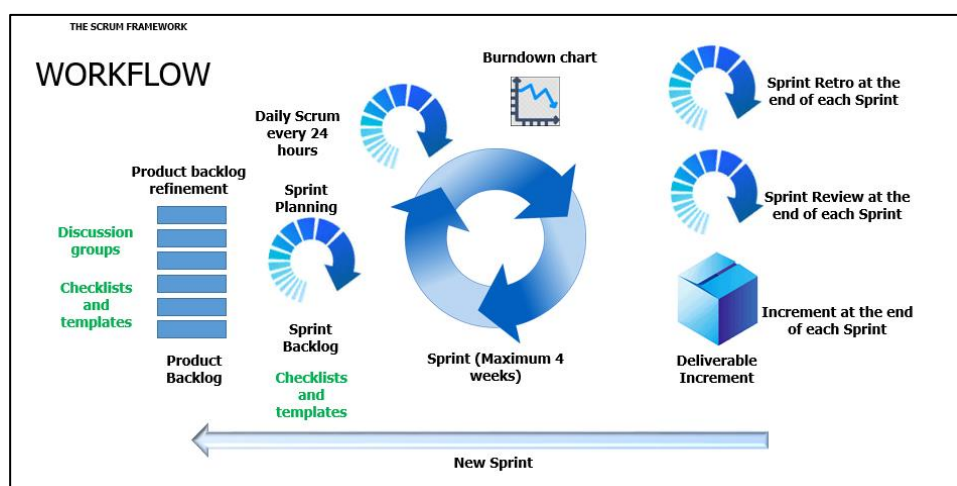 THE SCRUM FRAMEWORK
WORKFLOW
Burndown chart
Sprint Retro at the
end of each Sprint
Daily Scrum
every 24
hours
Product backlog
refinement
Sprint
Planning
Sprint Review at the
end of each Sprint
Discussion
groups
Checklists
and
templates
Increment at the end
of each Sprint
Sprint
Backlog
Product
Backlog
Sprint (Maximum 4
weeks)
Deliverable
Increment
Checklists
and
templates
New Sprint